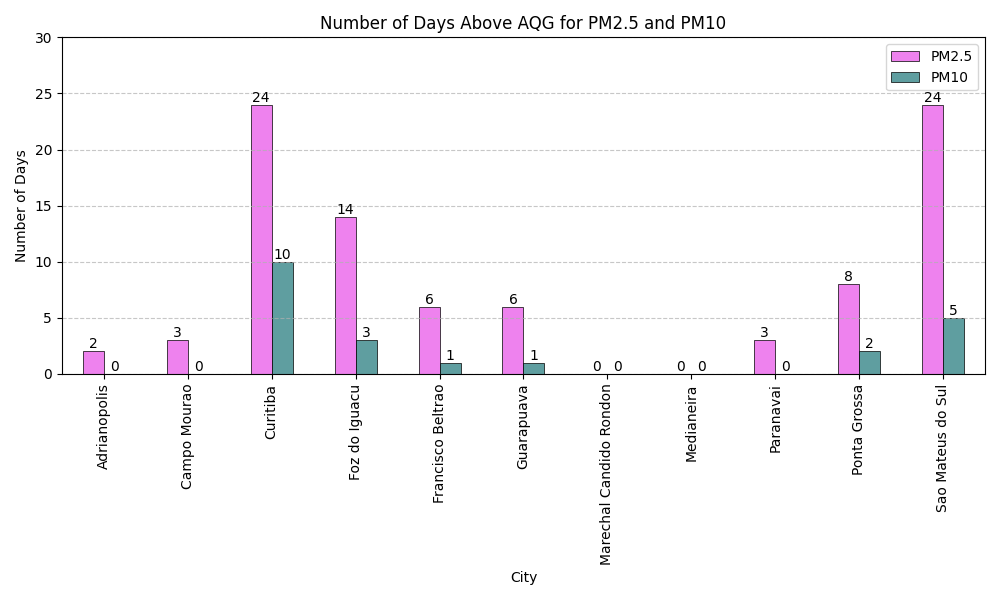 Number of Days Above AQG for PM2.5 and PM10
Number of Days
30
25
20
15
10
5
0
PM2.5
PM10
2 0
3 0
24 10
14 3
6 1
6 1
0 0
0 0
3 0
8 2
24 5
Adrianopolis
Campo Mourao
Curitiba
Foz do Iguacu
Francisco Beltrao
Guarapuava
Marechal Candido Rondon
Medianeira
Paranavai
Ponta Grossa
Sao Mateus do Sul
City